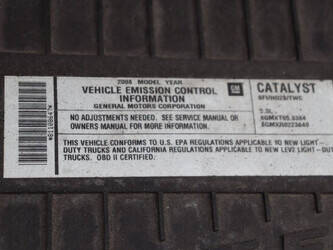 2008 MODEL YEAR
VEHICLE EMISSION CONTROL
INFORMATION
GENERAL MOTORS CORPORATION
GM
CATALYST
NO ADJUSTMENTS NEEDED. SEE SERVICE MANUAL OR
OWNERS MANUAL FOR MORE INFORMATION.
THIS VEHICLE CONFORMS TO U.S. EPA REGULATIONS APPLICABLE TO NEW LIGHT-
DUTY TRUCKS AND CALIFORNIA REGULATIONS APPLICABLE TO NEW LEV2 LIGHT-DUTY
TRUCKS. OBD II CERTIFIED.